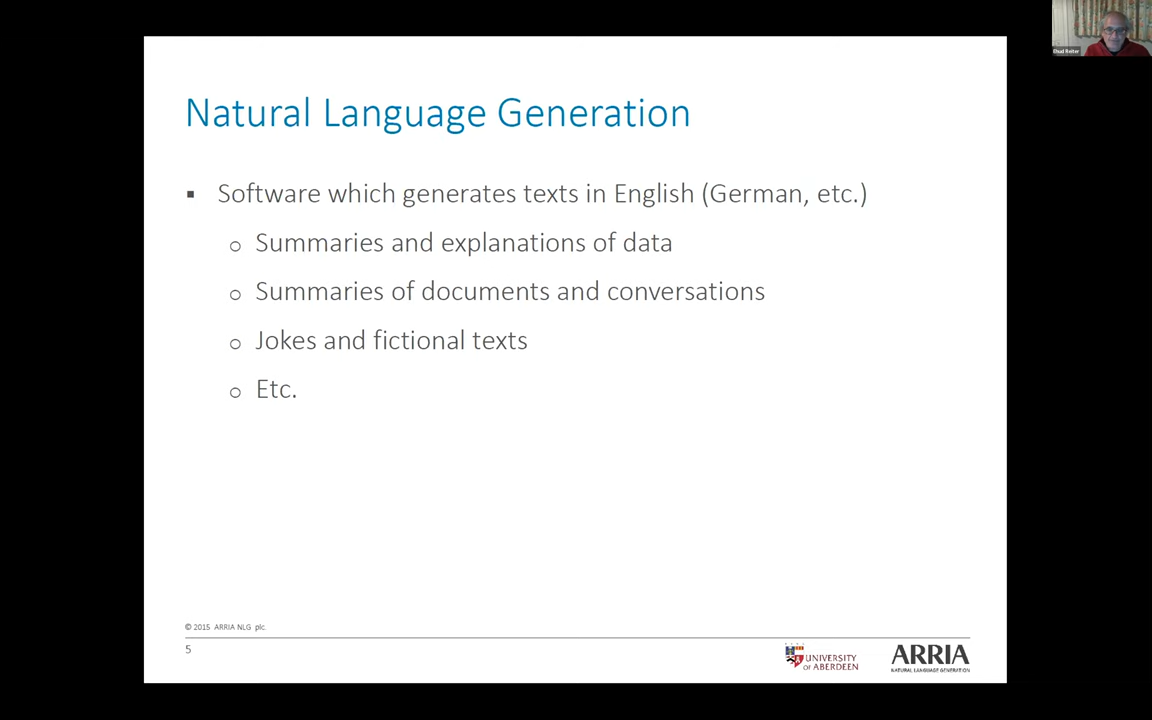 Ehud Reiter
Natural Language Generation
▪ Software which generates texts in English (German, etc.)
o Summaries and explanations of data
o Summaries of documents and conversations
o Jokes and fictional texts
o Etc.
© 2015 ARRIA NLG plc.
5
UNIVERSITY
OF ABERDEEN
ARRIA
NATURAL LANGUAGE GENERATION